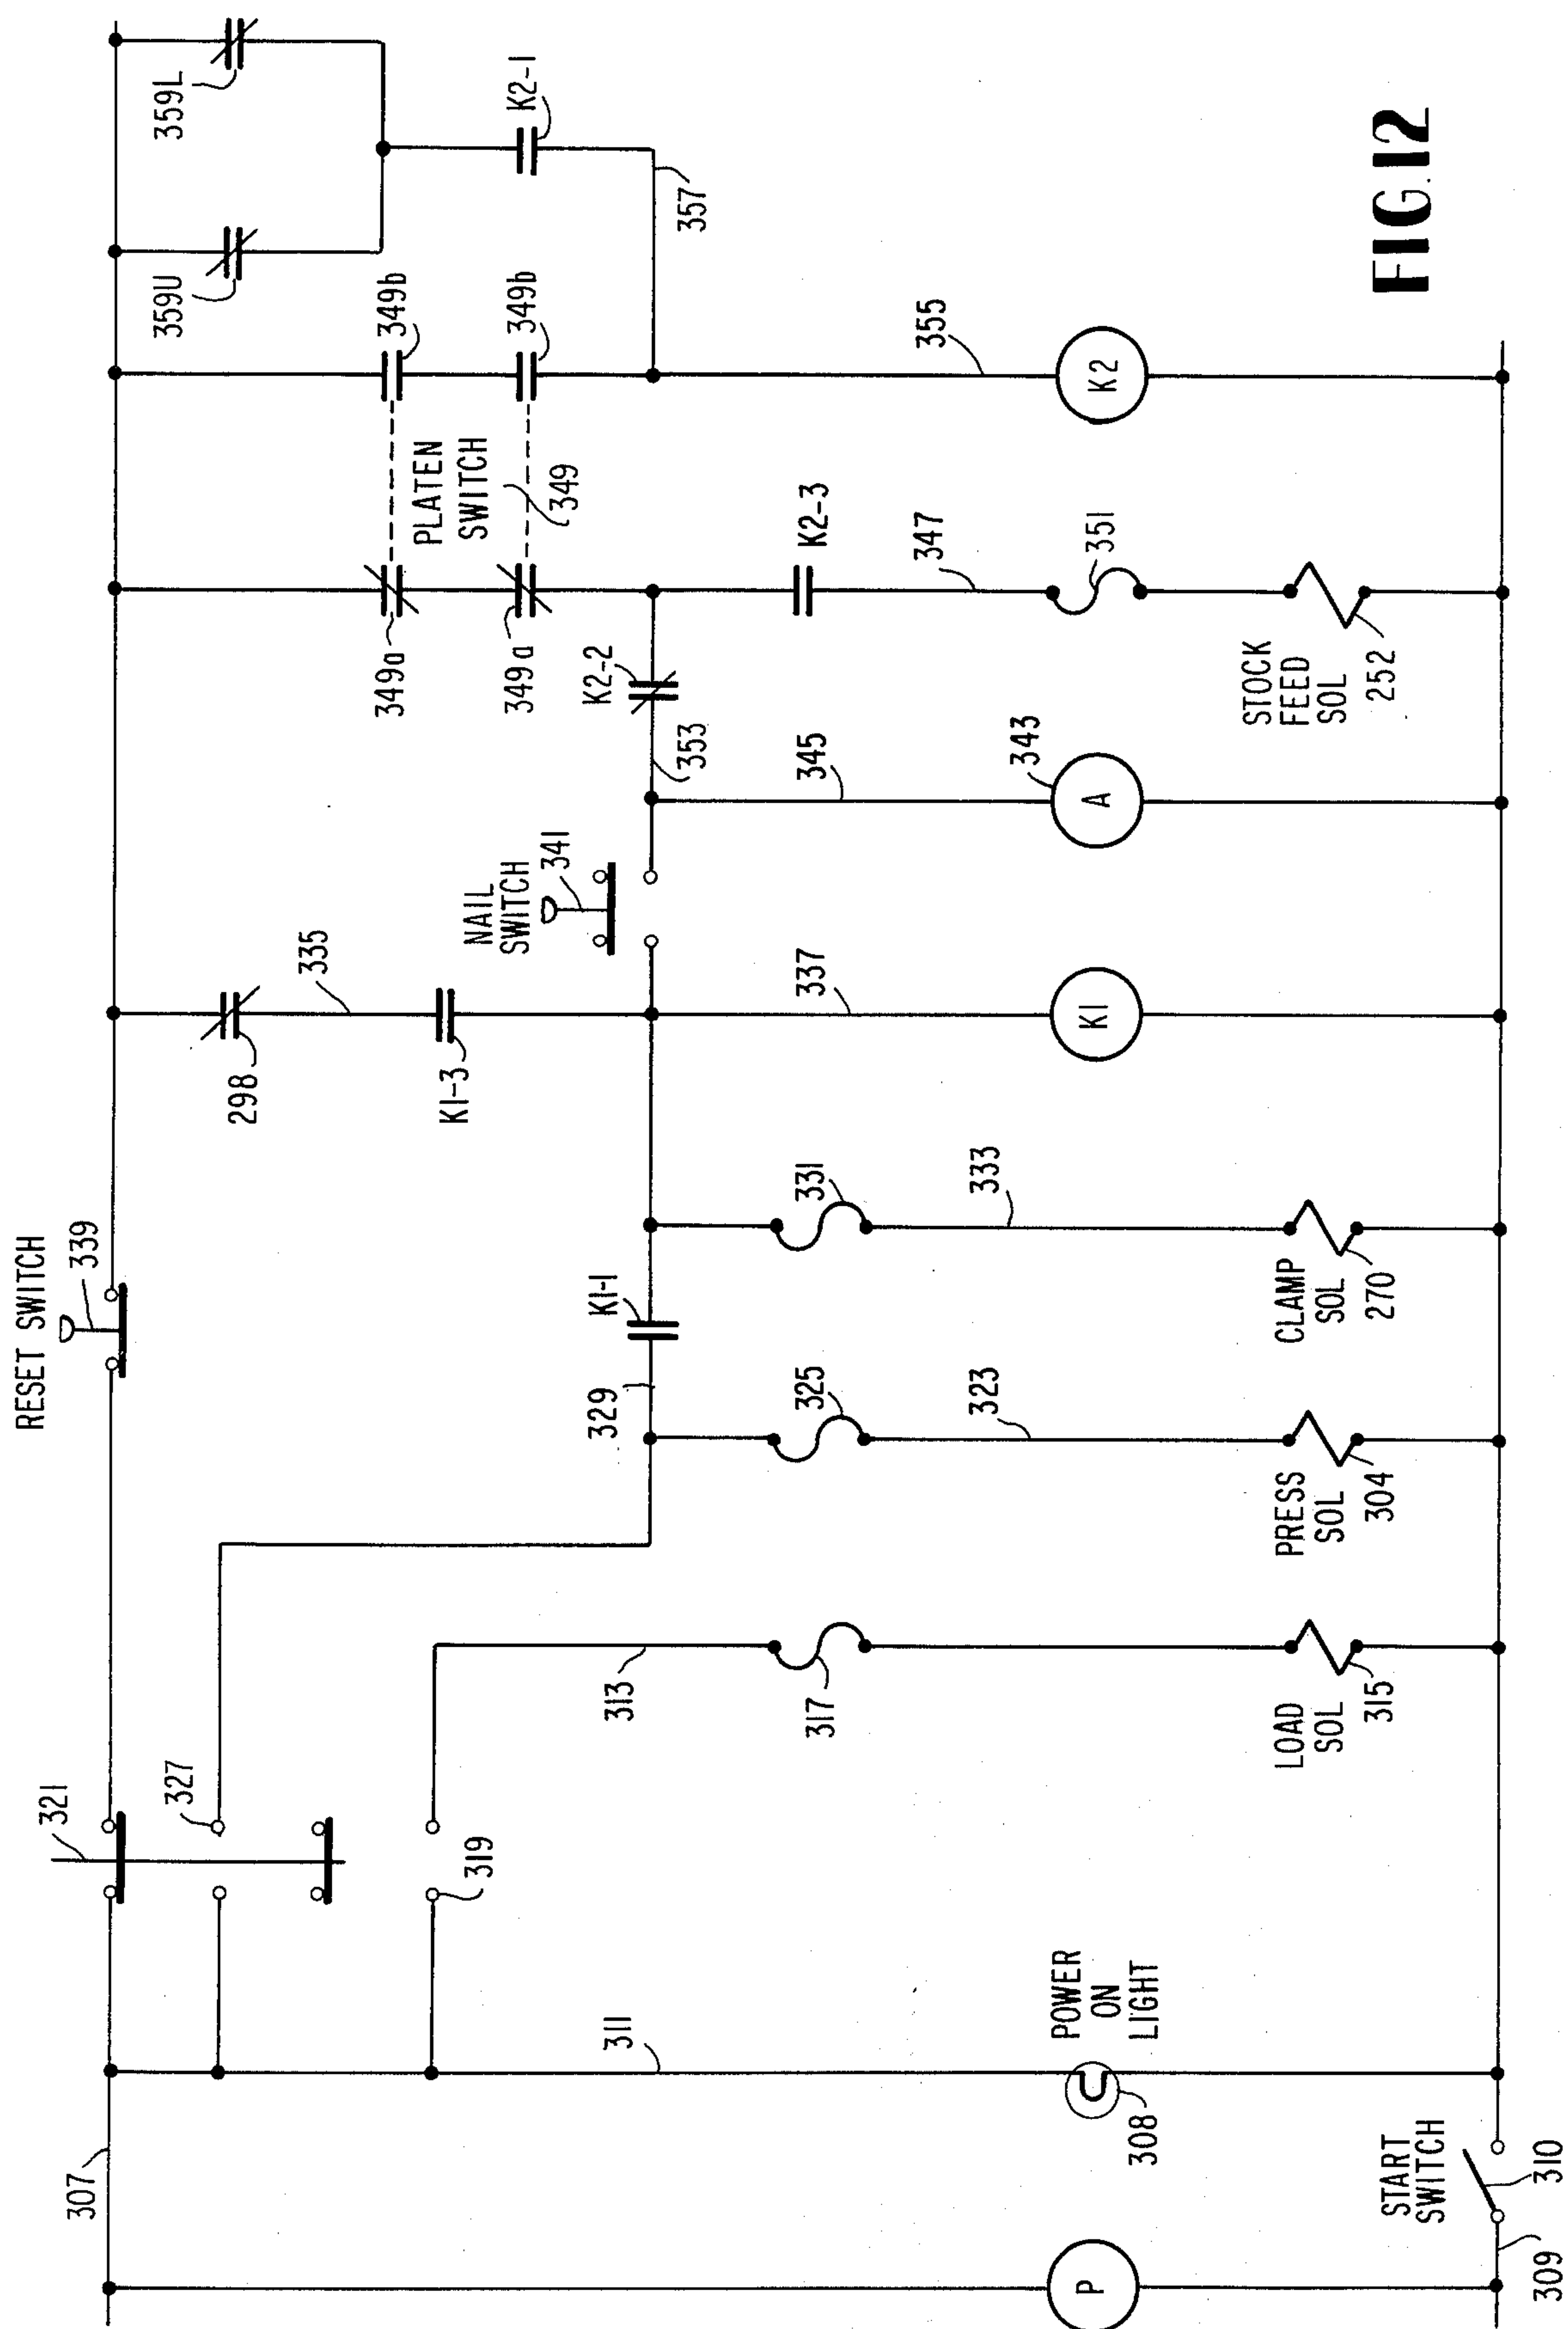 RESET SWITCH
339
321
307
327
359U
359L
298
335
K1-3
349a
349b
PLATEN
SWITCH
349
349a
349b
K2-1
NAIL
SWITCH
341
K2-2
353
357
329
K1-1
319
311
313
317
325
323
331
333
337
345
K2-3
347
355
POWER
ON
LIGHT
308
P
K1
A
343
351
K2
LOAD
SOL
315
PRESS
SOL
304
CLAMP
SOL
270
STOCK
FEED
SOL
252
START
SWITCH
310
309
FIG.12